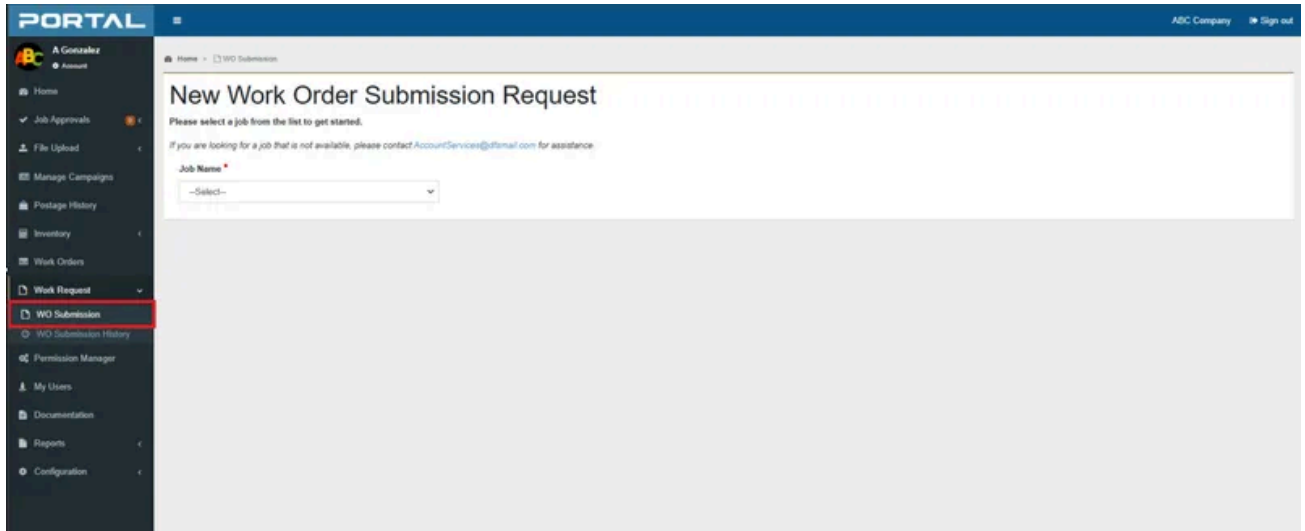 PORTAL
ABC Company
Sign out
ABC
A Gonzalez
Account
Home > WO Submission
Home
Job Approvals
File Upload
Manage Campaigns
Postage History
Inventory
Work Orders
Work Request
WO Submission
WO Submission History
Permission Manager
My Users
Documentation
Reports
Configuration
New Work Order Submission Request
Please select a job from the list to get started.
If you are looking for a job that is not available, please contact AccountServices@dfsmail.com for assistance.
Job Name *
--Select--